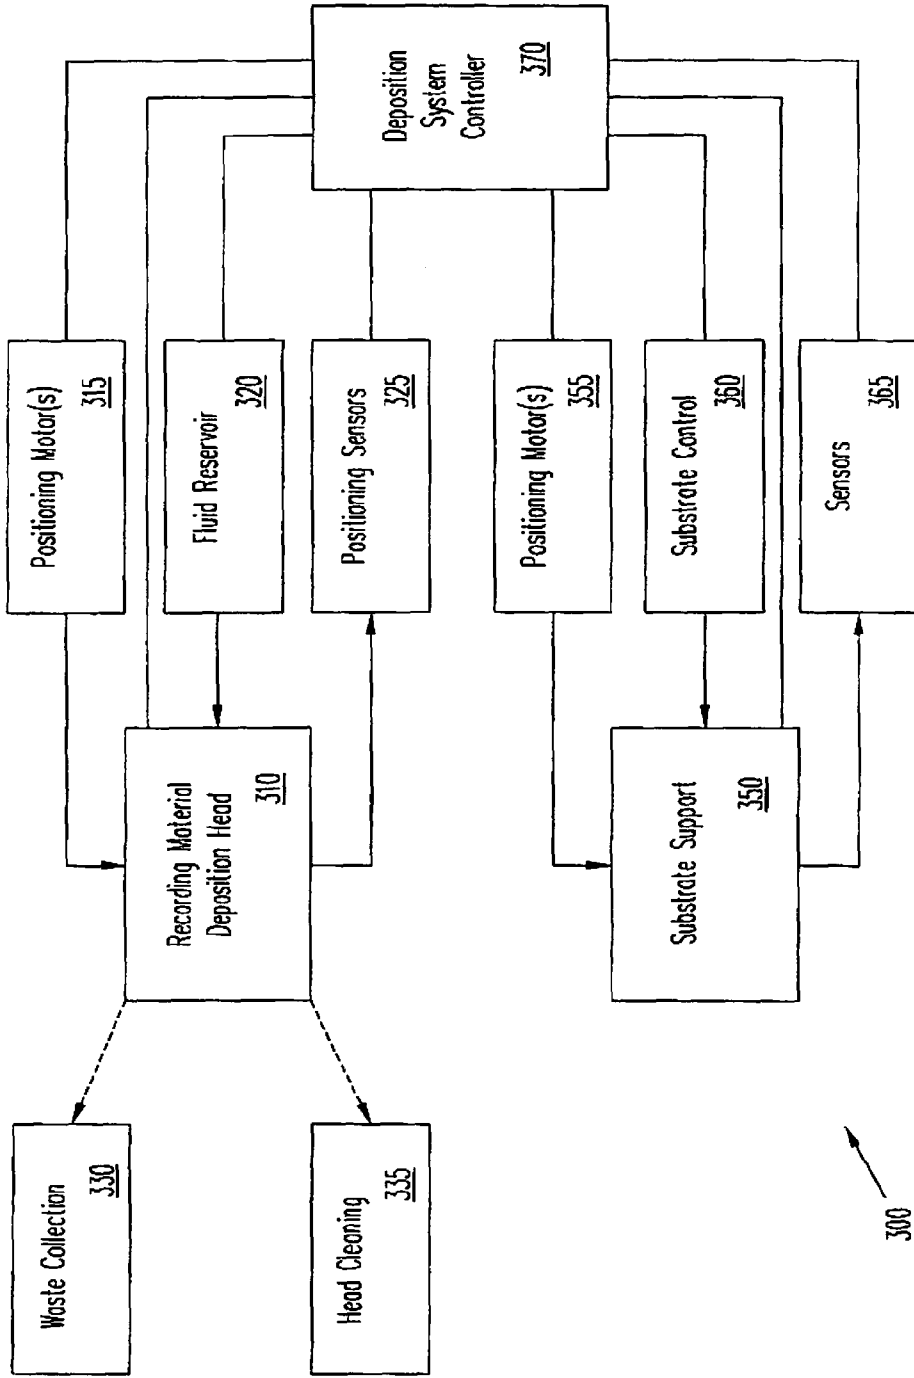 Waste Collection
330
Head Cleaning
335
Recording Material
Deposition Head
310
Positioning Motor(s)
315
Fluid Reservoir
320
Positioning Sensors
325
Substrate Support
350
Positioning Motor(s)
355
Substrate Control
360
Sensors
365
Deposition
System
Controller
370
300